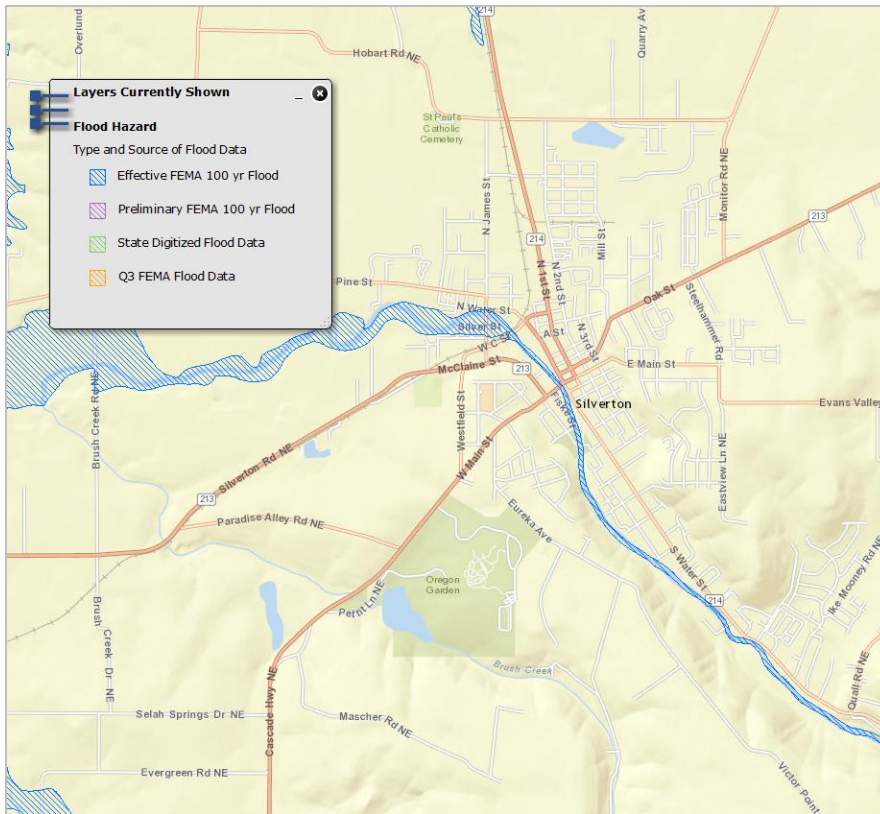 Layers Currently Shown
Flood Hazard
Type and Source of Flood Data
Effective FEMA 100 yr Flood
Preliminary FEMA 100 yr Flood
State Digitized Flood Data
Q3 FEMA Flood Data
Overlund
214
Quarry Av
Hobart Rd NE
St Paul's
Catholic
Cemetery
Monitor Rd NE
N James St
213
214
Mill St
N 1st St
N 2nd St
Pine St
Oak St
Steelhammer Rd
N Water St
Silver St
A St
W C St
N 3rd St
McClaine St
213
E Main St
Brush Creek Rd NE
Silverton
Evans Valley
Fiske St
Westfield St
W Main St
Silverton Rd NE
Eastview Ln NE
213
Eureka Ave
Paradise Alley Rd NE
S Water St
Oregon
Garden
Pettit Ln NE
214
Ike Mooney Rd NE
Brush Creek Dr NE
Brush Creek
Quall Rd NE
Cascade Hwy NE
Selah Springs Dr NE
Mascher Rd NE
Evergreen Rd NE
Victor Point